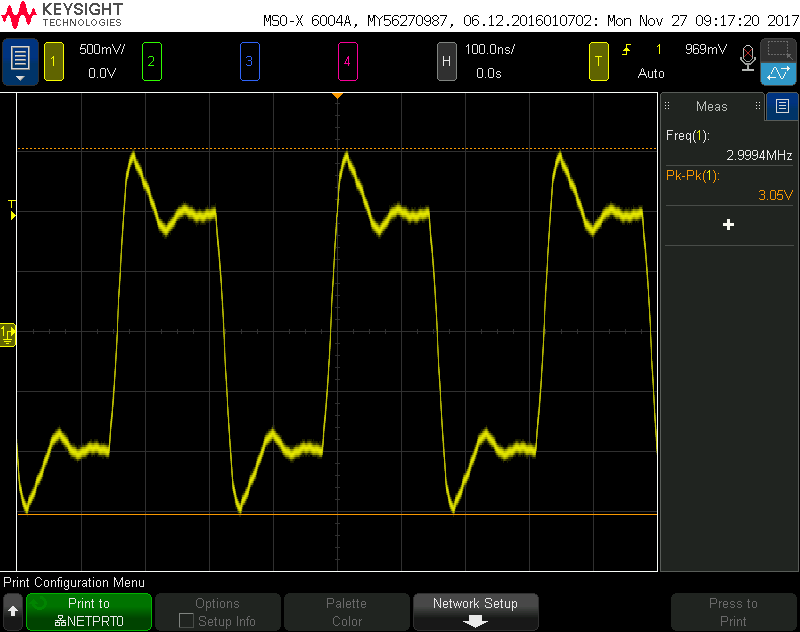 KEYSIGHT
TECHNOLOGIES
MSO-X 6004A, MY56270987, 06.12.2016010702: Mon Nov 27 09:17:20 2017
1 500mV/ 2 3 4 H 100.0ns/ T 1 969mV
0.0V 0.0s Auto
Meas
Freq(1):
2.9994MHz
Pk-Pk(1):
3.05V
+
T
1
Print Configuration Menu
Print to Options Palette Network Setup Press to
NETPRT0 Setup Info Color Print